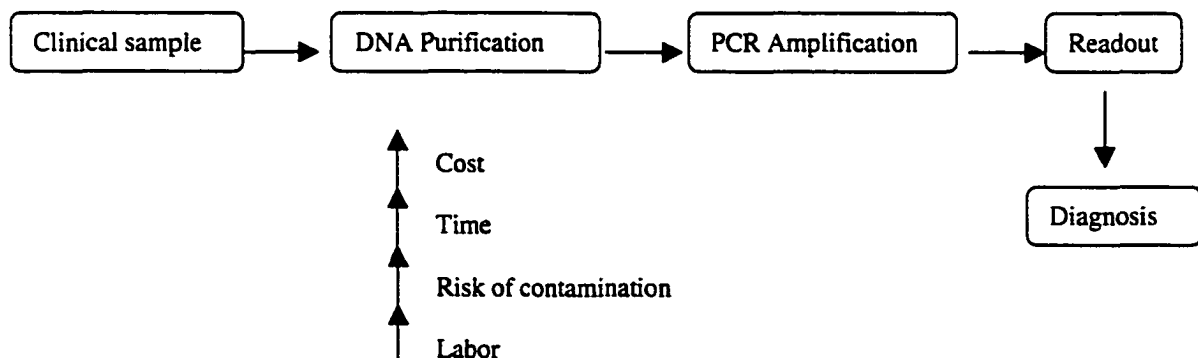 Clinical sample
DNA Purification
PCR Amplification
Readout
Cost
Time
Risk of contamination
Labor
Diagnosis